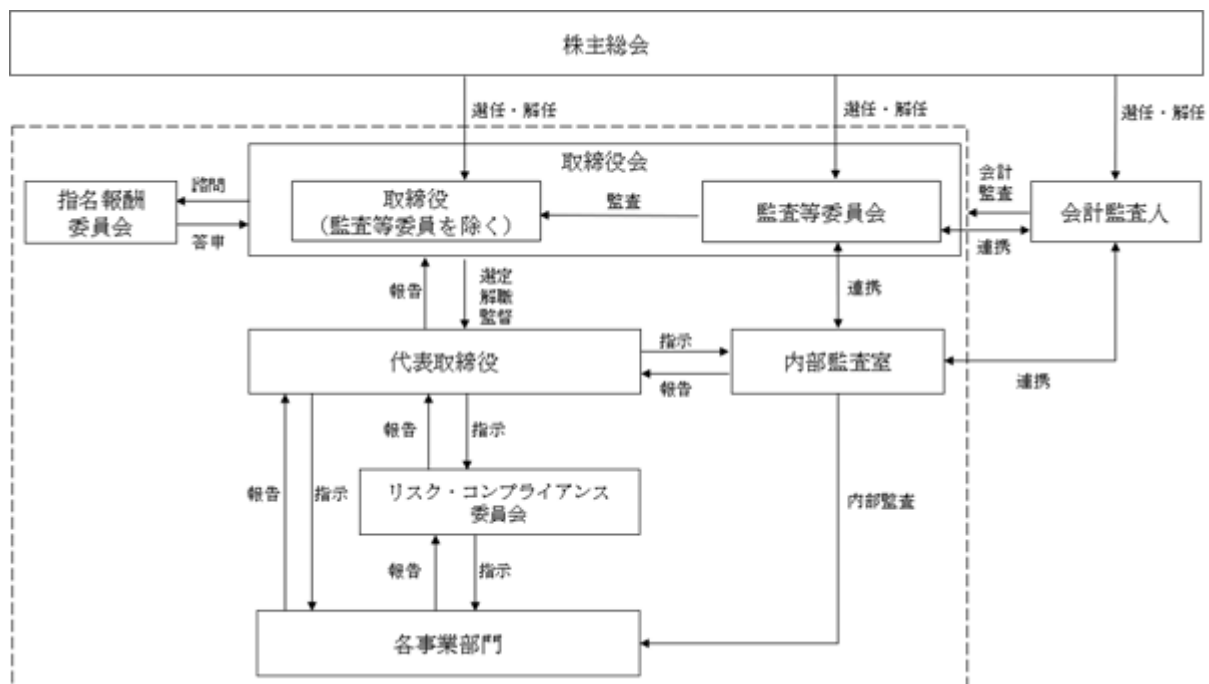 株主総会
選任・解任
選任・解任
選任・解任
取締役会
指名報酬
委員会
諮問
答申
取締役
(監査等委員を除く)
監査
監査等委員会
会計
監査
会計監査人
連携
報告
選定
解職
監督
連携
代表取締役
指示
報告
内部監査室
連携
報告
指示
報告
指示
リスク・コンプライアンス
委員会
内部監査
報告
指示
各事業部門